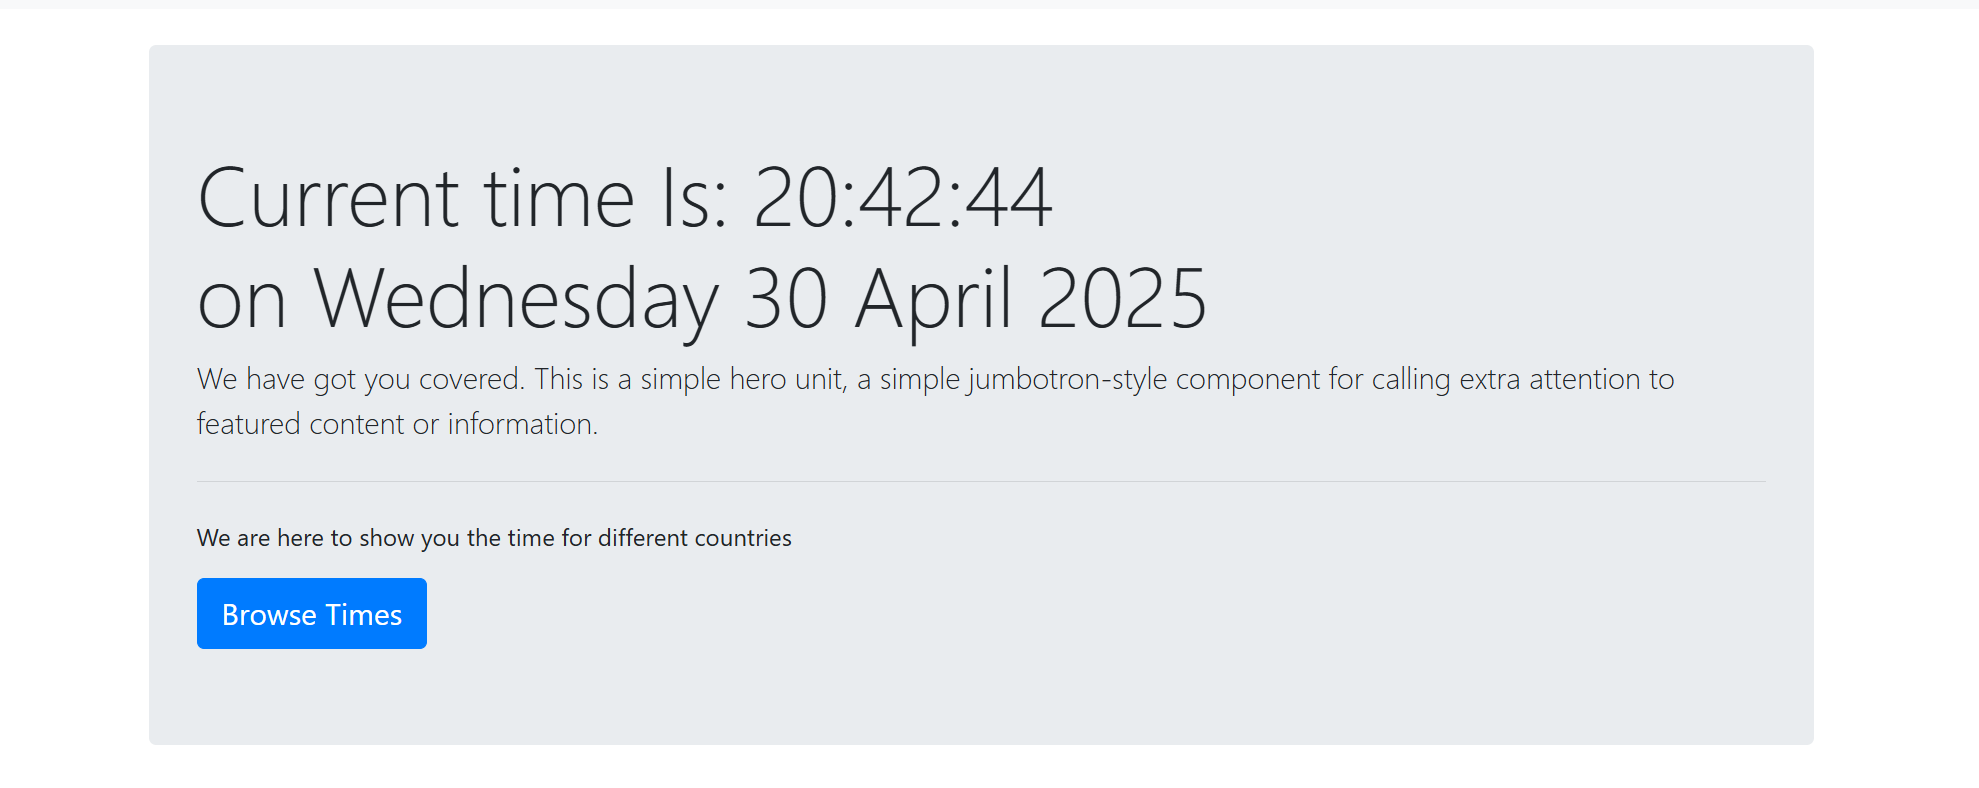 Current time Is: 20:42:44
on Wednesday 30 April 2025
We have got you covered. This is a simple hero unit, a simple jumbotron-style component for calling extra attention to
featured content or information.
We are here to show you the time for different countries
Browse Times